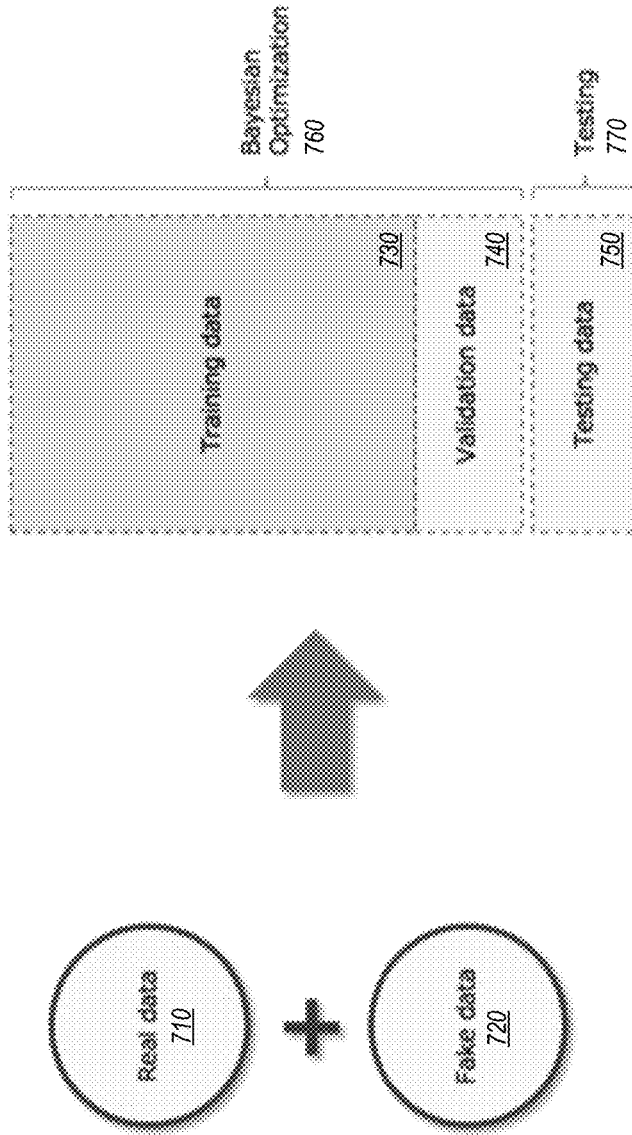 Real data
710
Fake data
720
Training data
730
Validation data
740
Testing data
750
Bayesian
Optimization
760
Testing
770